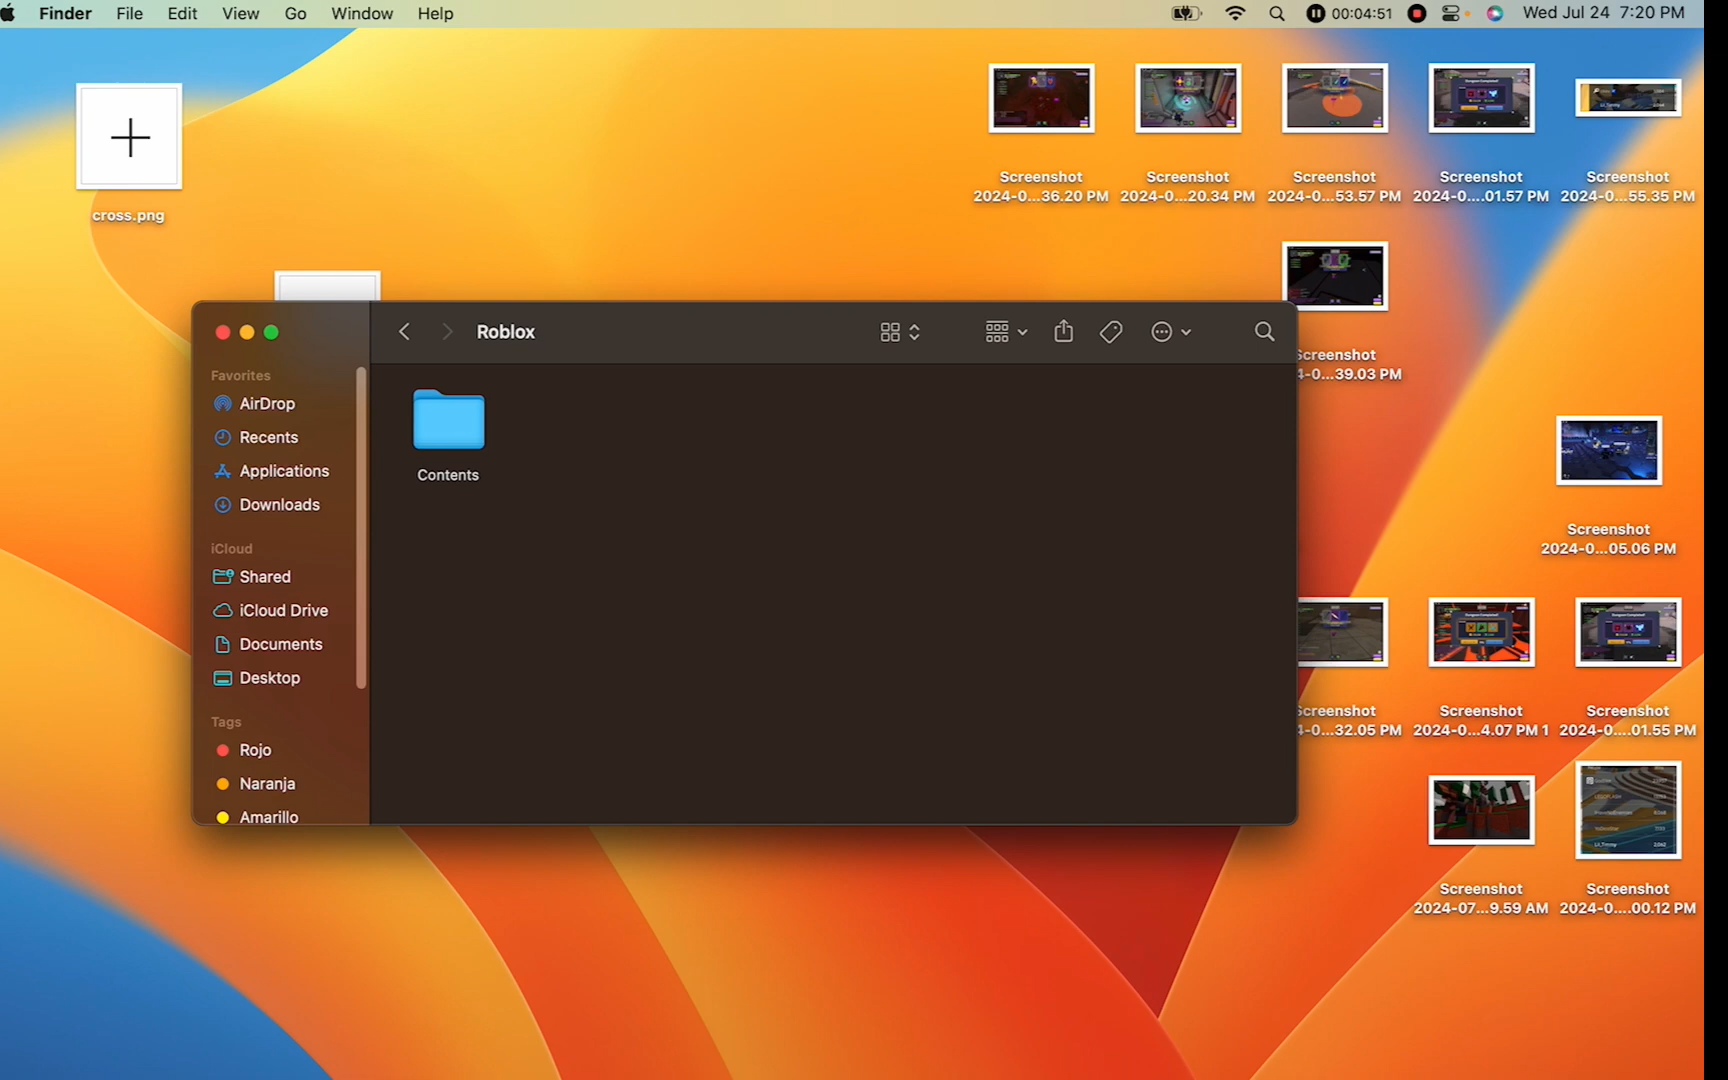 Finder File Edit View Go Window Help 00:04:51 Wed Jul 24 7:20 PM
cross.png
Screenshot
2024-0...36.20 PM
Screenshot
2024-0...20.34 PM
Screenshot
2024-0...53.57 PM
Screenshot
2024-0....01.57 PM
Screenshot
2024-0...55.35 PM
Screenshot
4-0...39.03 PM
Roblox
Favorites
AirDrop
Recents
Applications
Downloads
iCloud
Shared
iCloud Drive
Documents
Desktop
Tags
Rojo
Naranja
Amarillo
Contents
Screenshot
2024-0...05.06 PM
Screenshot
4-0...32.05 PM
Screenshot
2024-0...4.07 PM 1
Screenshot
2024-0....01.55 PM
Screenshot
2024-07...9.59 AM
Screenshot
2024-0....00.12 PM